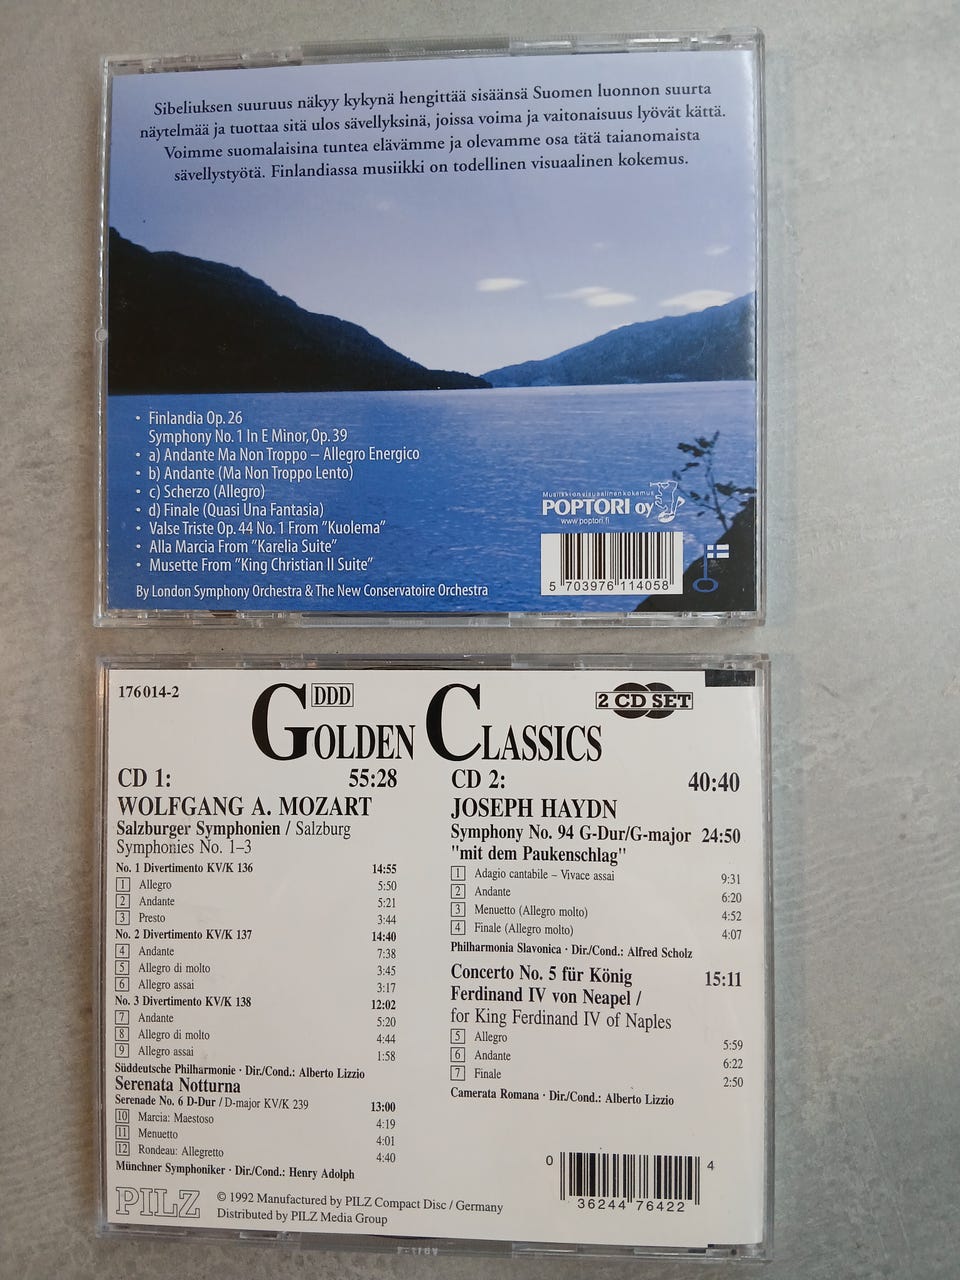 Sibeliuksen suuruus näkyy kykynä hengittää sisäänsä Suomen luonnon suurta
näytelmää ja tuottaa sitä ulos sävellyksinä, joissa voima ja vaitonaisuus lyövät kättä.
Voimme suomalaisina tuntea elävämme ja olevamme osa tätä taianomaista
sävellystyötä. Finlandiassa musiikki on todellinen visuaalinen kokemus.
• Finlandia Op. 26
Symphony No. 1 In E Minor, Op. 39
• a) Andante Ma Non Troppo – Allegro Energico
• b) Andante (Ma Non Troppo Lento)
• c) Scherzo (Allegro)
• d) Finale (Quasi Una Fantasia)
• Valse Triste Op. 44 No. 1 From ”Kuolema”
• Alla Marcia From ”Karelia Suite”
• Musette From ”King Christian II Suite”
By London Symphony Orchestra & The New Conservatoire Orchestra
Musiikki on visuaalinen kokemus
POPTORI oy
www.poptori.fi
5 703976 114058
176 014-2
DDD
GOLDEN CLASSICS
2 CD SET
CD 1: 55:28
WOLFGANG A. MOZART
Salzburger Symphonien / Salzburg
Symphonies No. 1–3
No. 1 Divertimento KV/K 136 14:55
1 Allegro 5:50
2 Andante 5:21
3 Presto 3:44
No. 2 Divertimento KV/K 137 14:40
4 Andante 7:38
5 Allegro di molto 3:45
6 Allegro assai 3:17
No. 3 Divertimento KV/K 138 12:02
7 Andante 5:20
8 Allegro di molto 4:44
9 Allegro assai 1:58
Süddeutsche Philharmonie · Dir./Cond.: Alberto Lizzio
Serenata Notturna
Serenade No. 6 D-Dur / D-major KV/K 239 13:00
10 Marcia: Maestoso 4:19
11 Menuetto 4:01
12 Rondeau: Allegretto 4:40
Münchner Symphoniker · Dir./Cond.: Henry Adolph
CD 2: 40:40
JOSEPH HAYDN
Symphony No. 94 G-Dur/G-major 24:50
"mit dem Paukenschlag"
1 Adagio cantabile – Vivace assai 9:31
2 Andante 6:20
3 Menuetto (Allegro molto) 4:52
4 Finale (Allegro molto) 4:07
Philharmonia Slavonica · Dir./Cond.: Alfred Scholz
Concerto No. 5 für König 15:11
Ferdinand IV von Neapel /
for King Ferdinand IV of Naples
5 Allegro 5:59
6 Andante 6:22
7 Finale 2:50
Camerata Romana · Dir./Cond.: Alberto Lizzio
0 36244 76422 4
PILZ
© 1992 Manufactured by PILZ Compact Disc / Germany
Distributed by PILZ Media Group